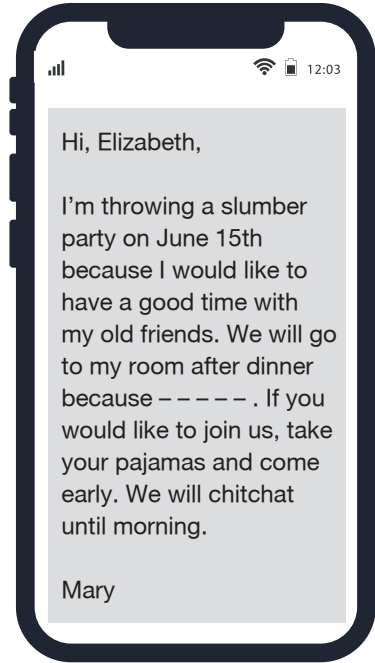 12:03
Hi, Elizabeth,
I’m throwing a slumber
party on June 15th
because I would like to
have a good time with
my old friends. We will go
to my room after dinner
because – – – – – . If you
would like to join us, take
your pajamas and come
early. We will chitchat
until morning.
Mary